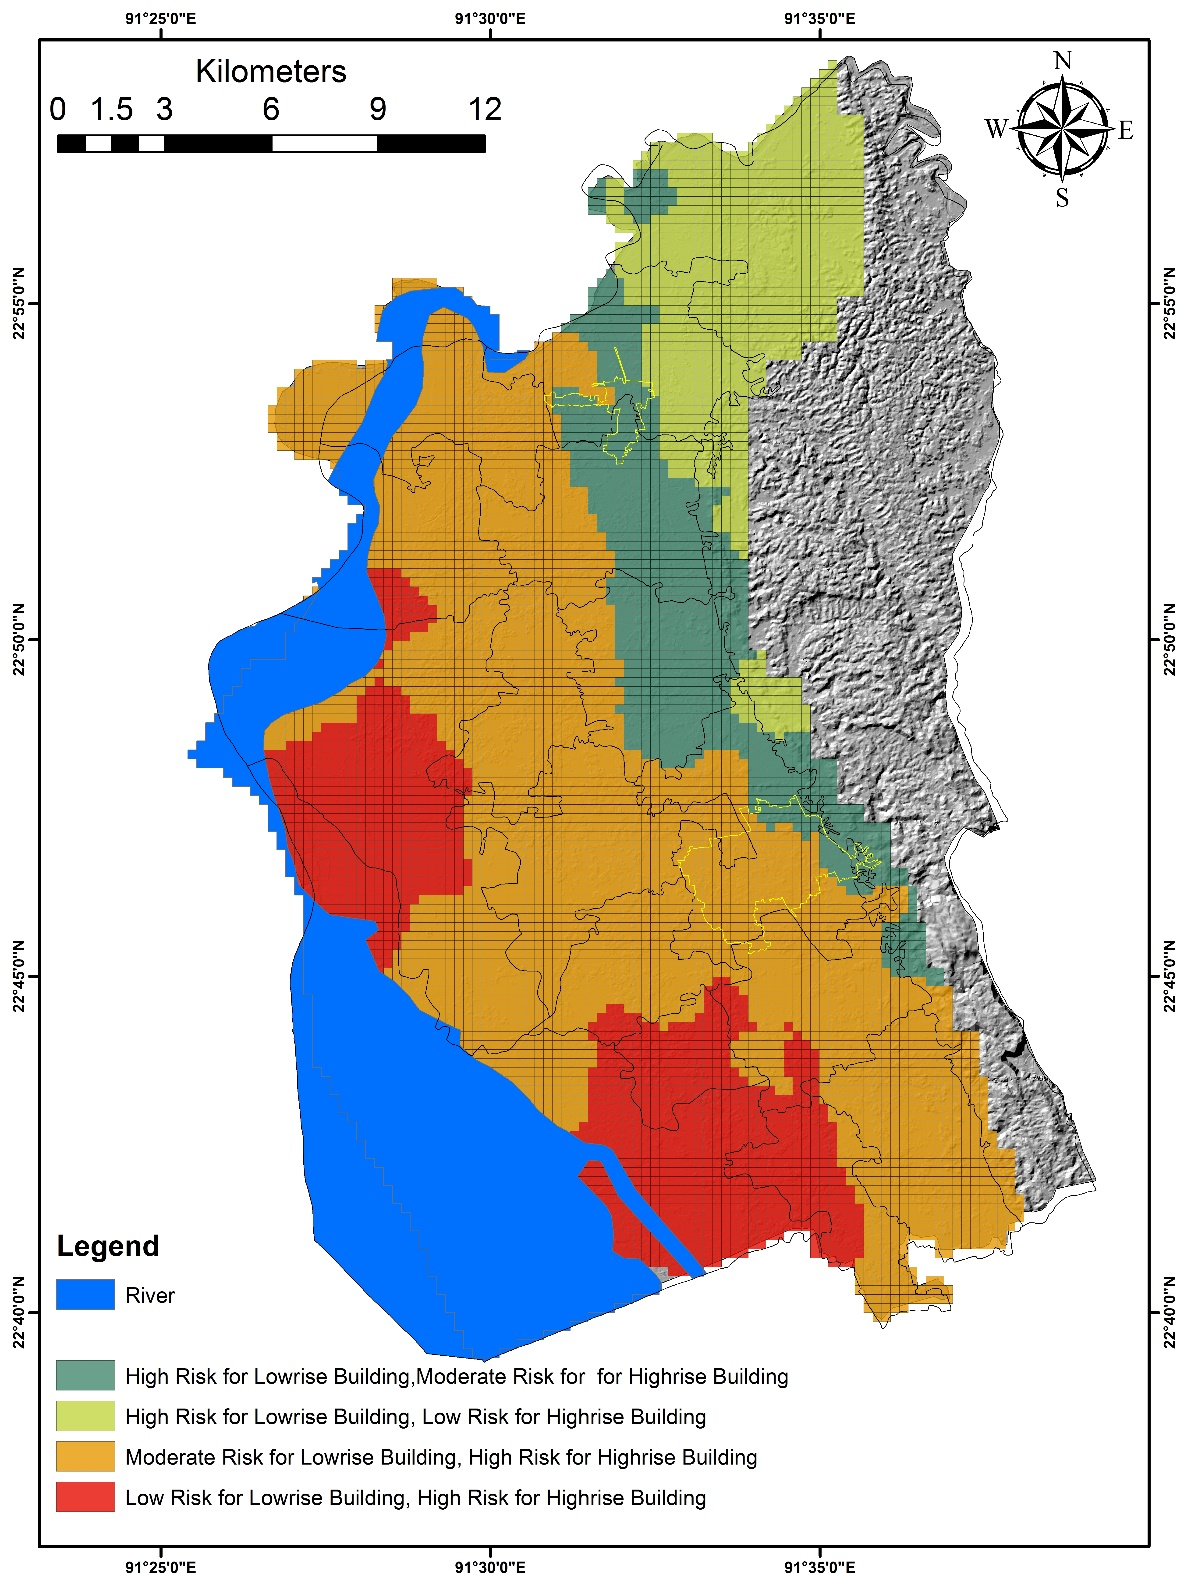 91°25'0"E 91°30'0"E 91°35'0"E
Kilometers
0 1.5 3 6 9 12
N
W E
S
22°55'0"N 22°55'0"N
22°50'0"N 22°50'0"N
22°45'0"N 22°45'0"N
22°40'0"N 22°40'0"N
Legend
River
High Risk for Lowrise Building,Moderate Risk for for Highrise Building
High Risk for Lowrise Building, Low Risk for Highrise Building
Moderate Risk for Lowrise Building, High Risk for Highrise Building
Low Risk for Lowrise Building, High Risk for Highrise Building
91°25'0"E 91°30'0"E 91°35'0"E